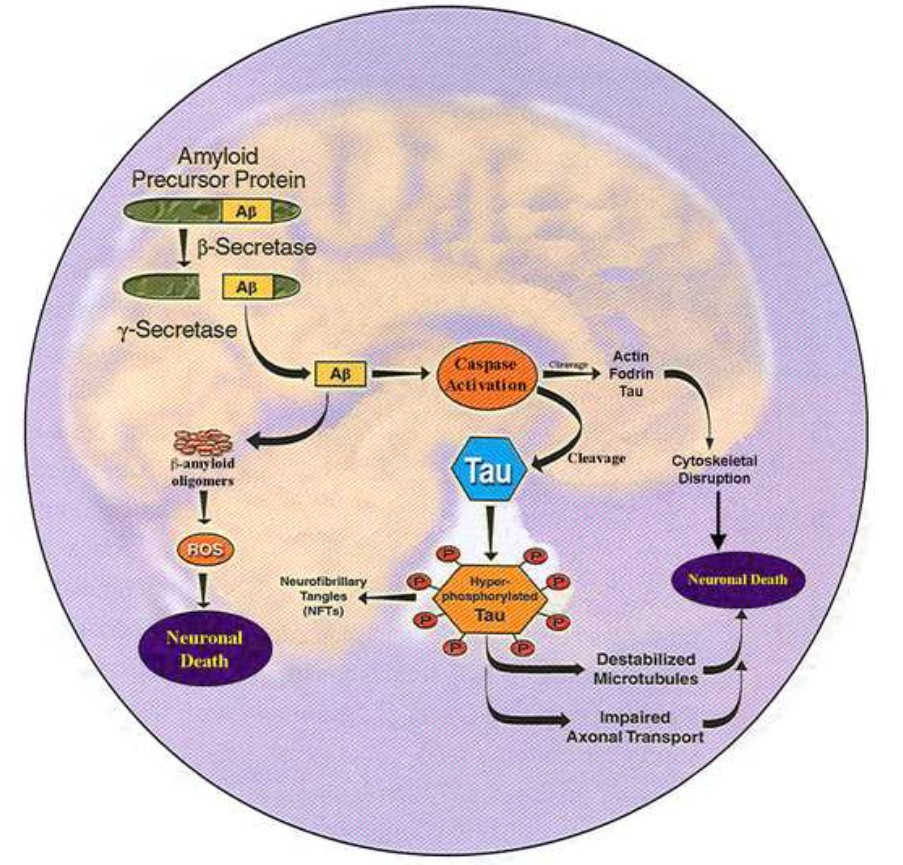 Amyloid
Precursor Protein
Aβ
β-Secretase
Aβ
γ-Secretase
Aβ
Caspase
Activation
Cleavage
Actin
Fodrin
Tau
β-amyloid
oligomers
Tau
Cleavage
Cytoskeletal
Disruption
ROS
Neurofibrillary
Tangles
(NFTs)
P
P
P
P
P
P
P
P
Hyper-
phosphorylated
Tau
Neuronal Death
Neuronal
Death
Destabilized
Microtubules
Impaired
Axonal Transport